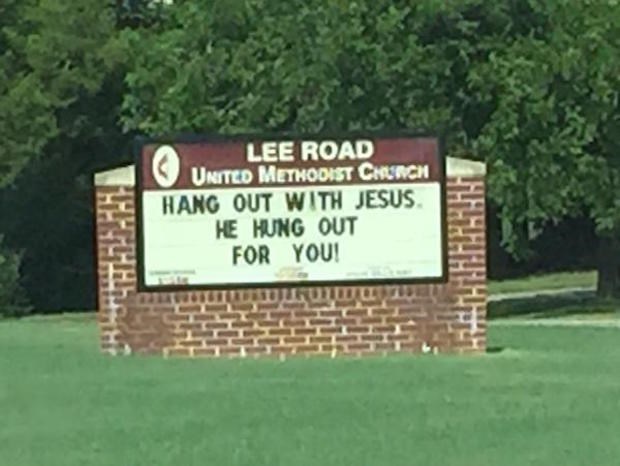 LEE ROAD
UNITED METHODIST CHURCH
HANG OUT WITH JESUS.
HE HUNG OUT
FOR YOU!